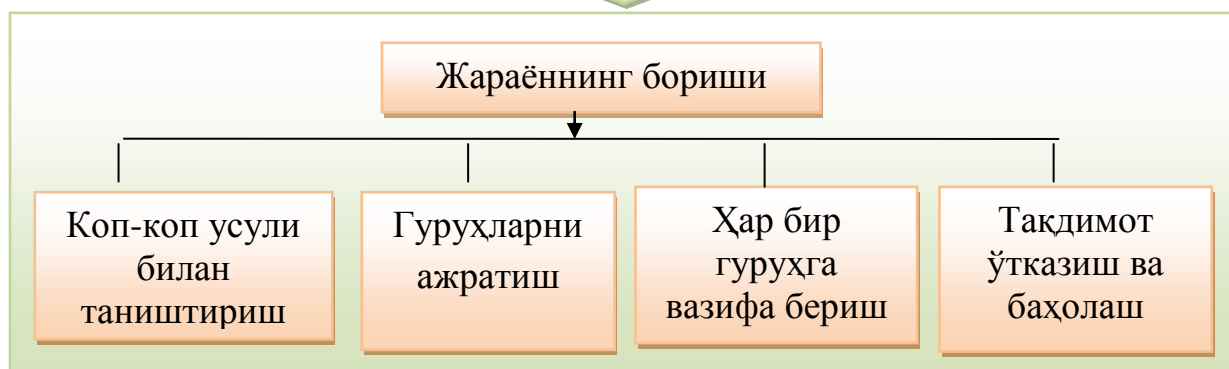 Жараённинг бориши
Коп-коп усули
билан
таништириш
Гуруҳларни
ажратиш
Ҳар бир
гуруҳга
вазифа бериш
Тақдимот
ўтказиш ва
баҳолаш